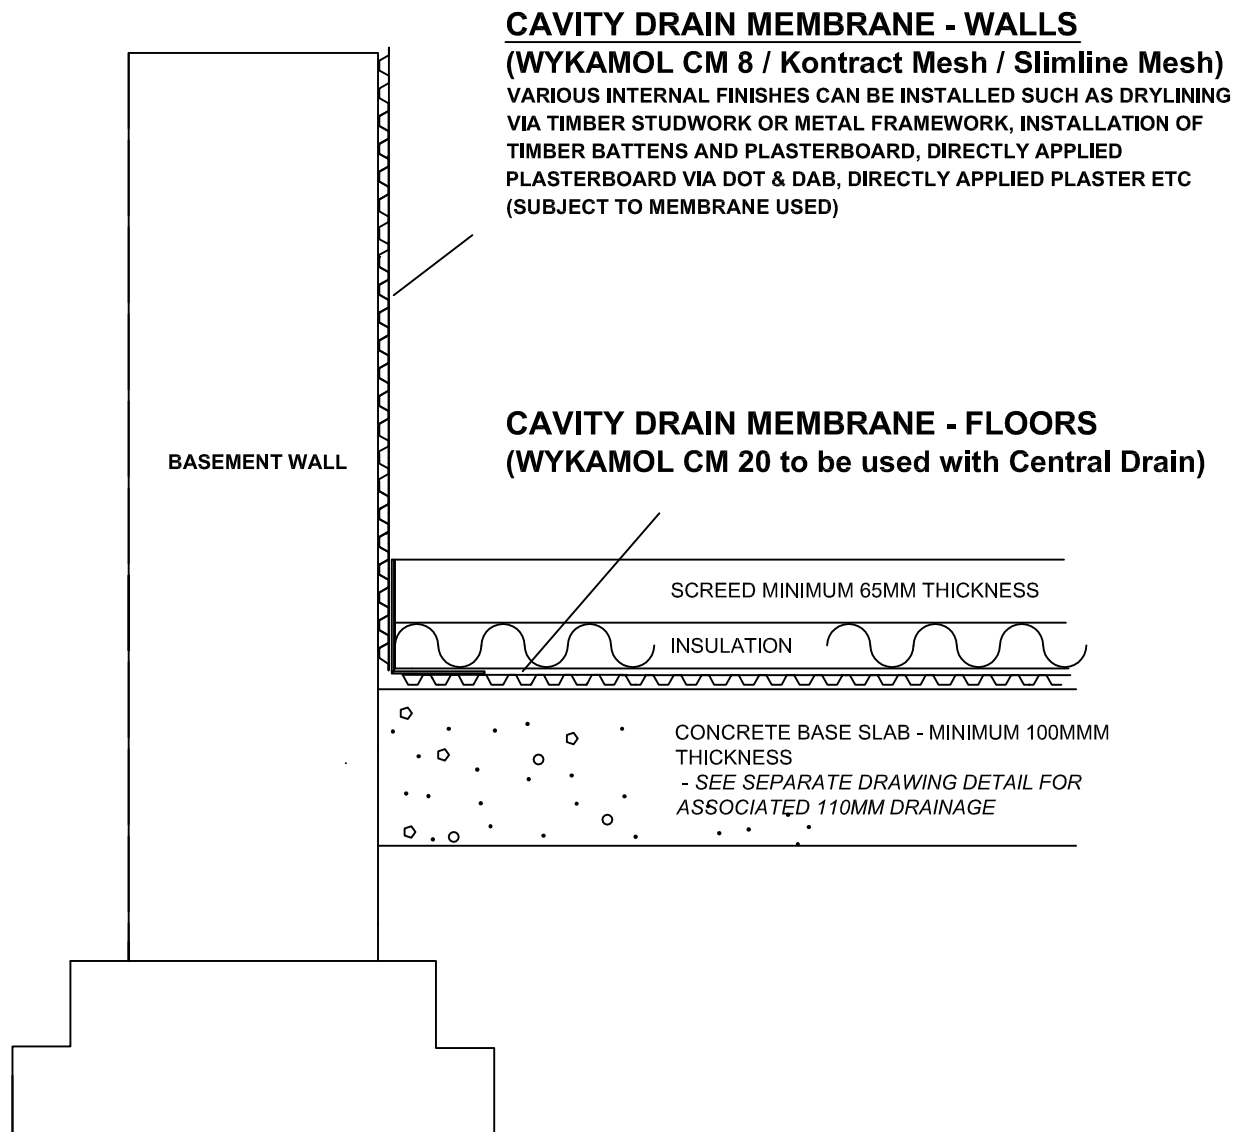 CAVITY DRAIN MEMBRANE - WALLS
(WYKAMOL CM 8 / Kontract Mesh / Slimline Mesh)
VARIOUS INTERNAL FINISHES CAN BE INSTALLED SUCH AS DRYLINING
VIA TIMBER STUDWORK OR METAL FRAMEWORK, INSTALLATION OF
TIMBER BATTENS AND PLASTERBOARD, DIRECTLY APPLIED
PLASTERBOARD VIA DOT & DAB, DIRECTLY APPLIED PLASTER ETC
(SUBJECT TO MEMBRANE USED)
CAVITY DRAIN MEMBRANE - FLOORS
(WYKAMOL CM 20 to be used with Central Drain)
BASEMENT WALL
SCREED MINIMUM 65MM THICKNESS
INSULATION
CONCRETE BASE SLAB - MINIMUM 100MMM
THICKNESS
- SEE SEPARATE DRAWING DETAIL FOR
ASSOCIATED 110MM DRAINAGE